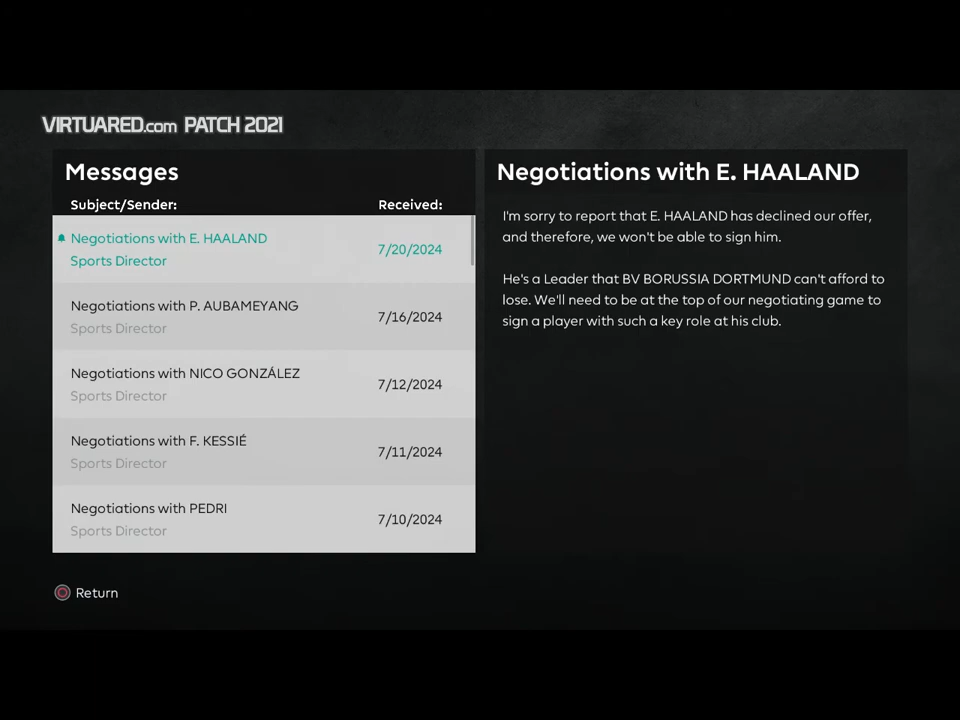 VIRTUARED.com PATCH 2021
Messages
Subject/Sender: Received:
Negotiations with E. HAALAND
Sports Director
7/20/2024
Negotiations with P. AUBAMEYANG
Sports Director
7/16/2024
Negotiations with NICO GONZÁLEZ
Sports Director
7/12/2024
Negotiations with F. KESSIÉ
Sports Director
7/11/2024
Negotiations with PEDRI
Sports Director
7/10/2024
Negotiations with E. HAALAND
I'm sorry to report that E. HAALAND has declined our offer,
and therefore, we won't be able to sign him.
He's a Leader that BV BORUSSIA DORTMUND can't afford to
lose. We'll need to be at the top of our negotiating game to
sign a player with such a key role at his club.
Return